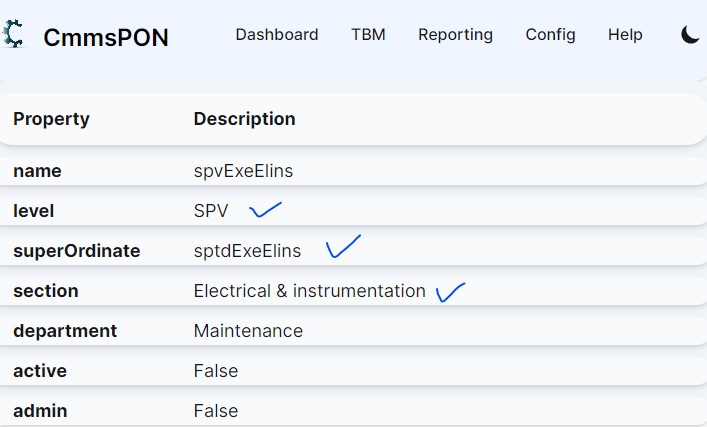 CmmsPON Dashboard TBM Reporting Config Help
Property Description
name spvExeElins
level SPV
superOrdinate sptdExeElins
section Electrical & instrumentation
department Maintenance
active False
admin False